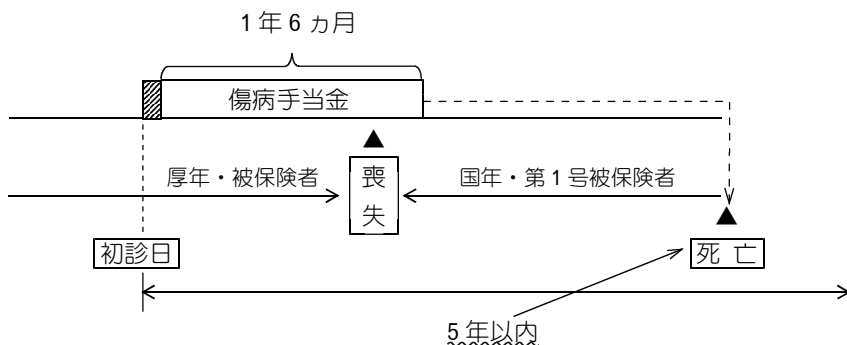 1年6ヵ月
傷病手当金
▲
厚年・被保険者
喪失
国年・第1号被保険者
▲
初診日
死亡
5年以内